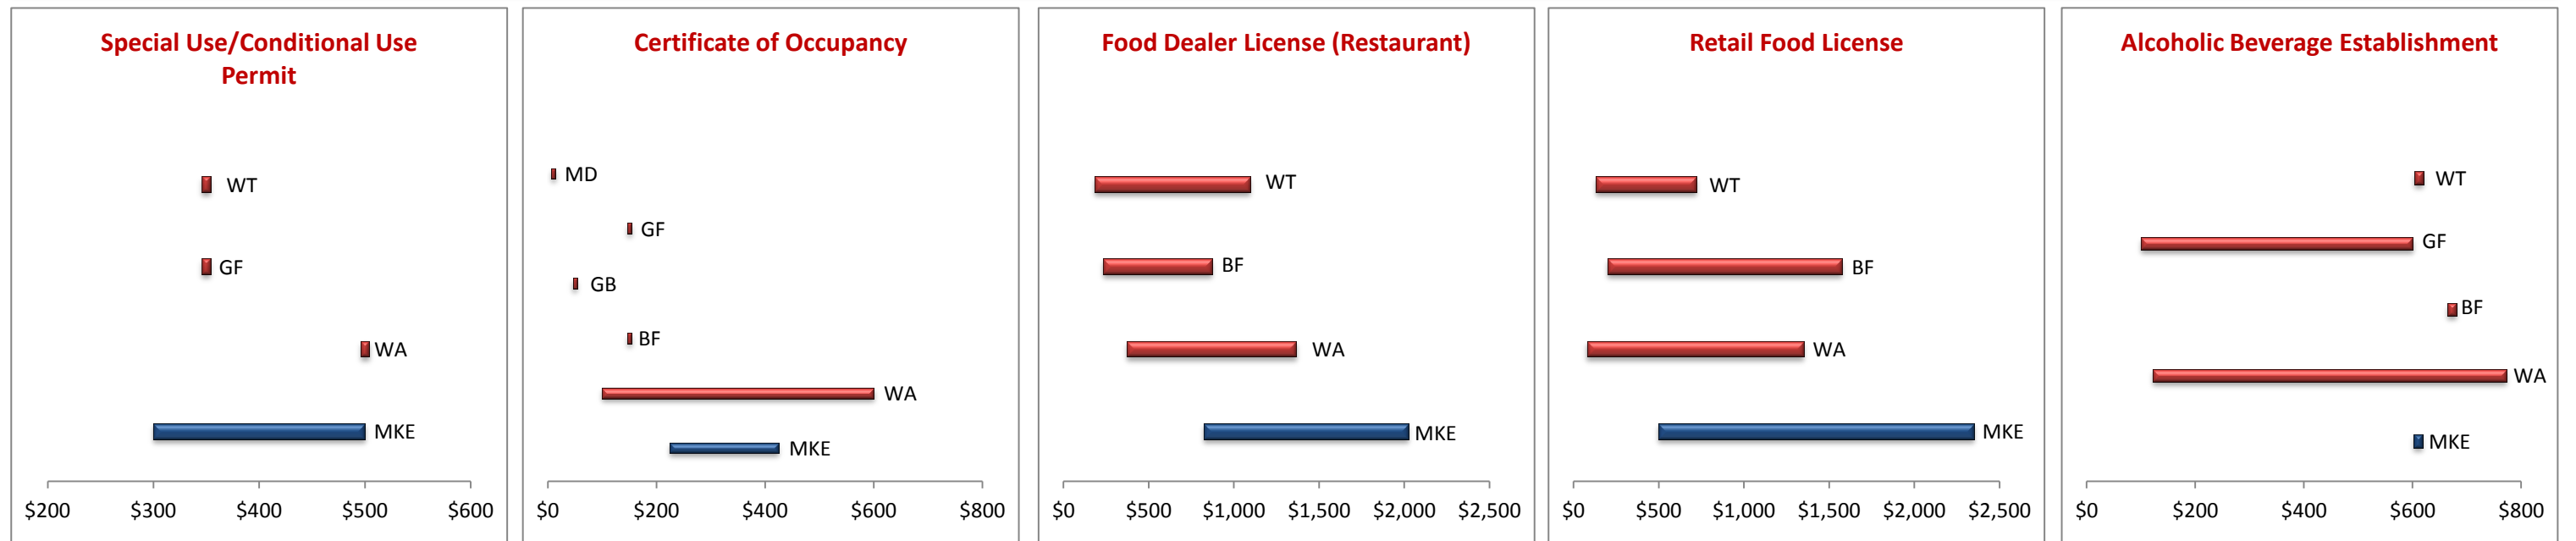 Special Use/Conditional Use
Permit
WT
GF
WA
MKE
$200 $300 $400 $500 $600
Certificate of Occupancy
MD
GF
GB
BF
WA
MKE
$0 $200 $400 $600 $800
Food Dealer License (Restaurant)
WT
BF
WA
MKE
$0 $500 $1,000 $1,500 $2,000 $2,500
Retail Food License
WT
BF
WA
MKE
$0 $500 $1,000 $1,500 $2,000 $2,500
Alcoholic Beverage Establishment
WT
GF
BF
WA
MKE
$0 $200 $400 $600 $800